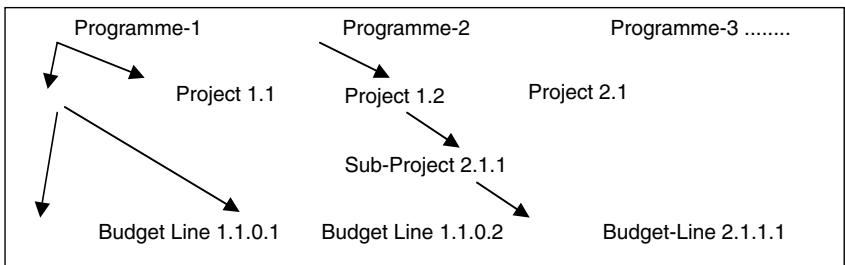 Programme-1 Programme-2 Programme-3 ........
Project 1.1 Project 1.2 Project 2.1
Sub-Project 2.1.1
Budget Line 1.1.0.1 Budget Line 1.1.0.2 Budget-Line 2.1.1.1